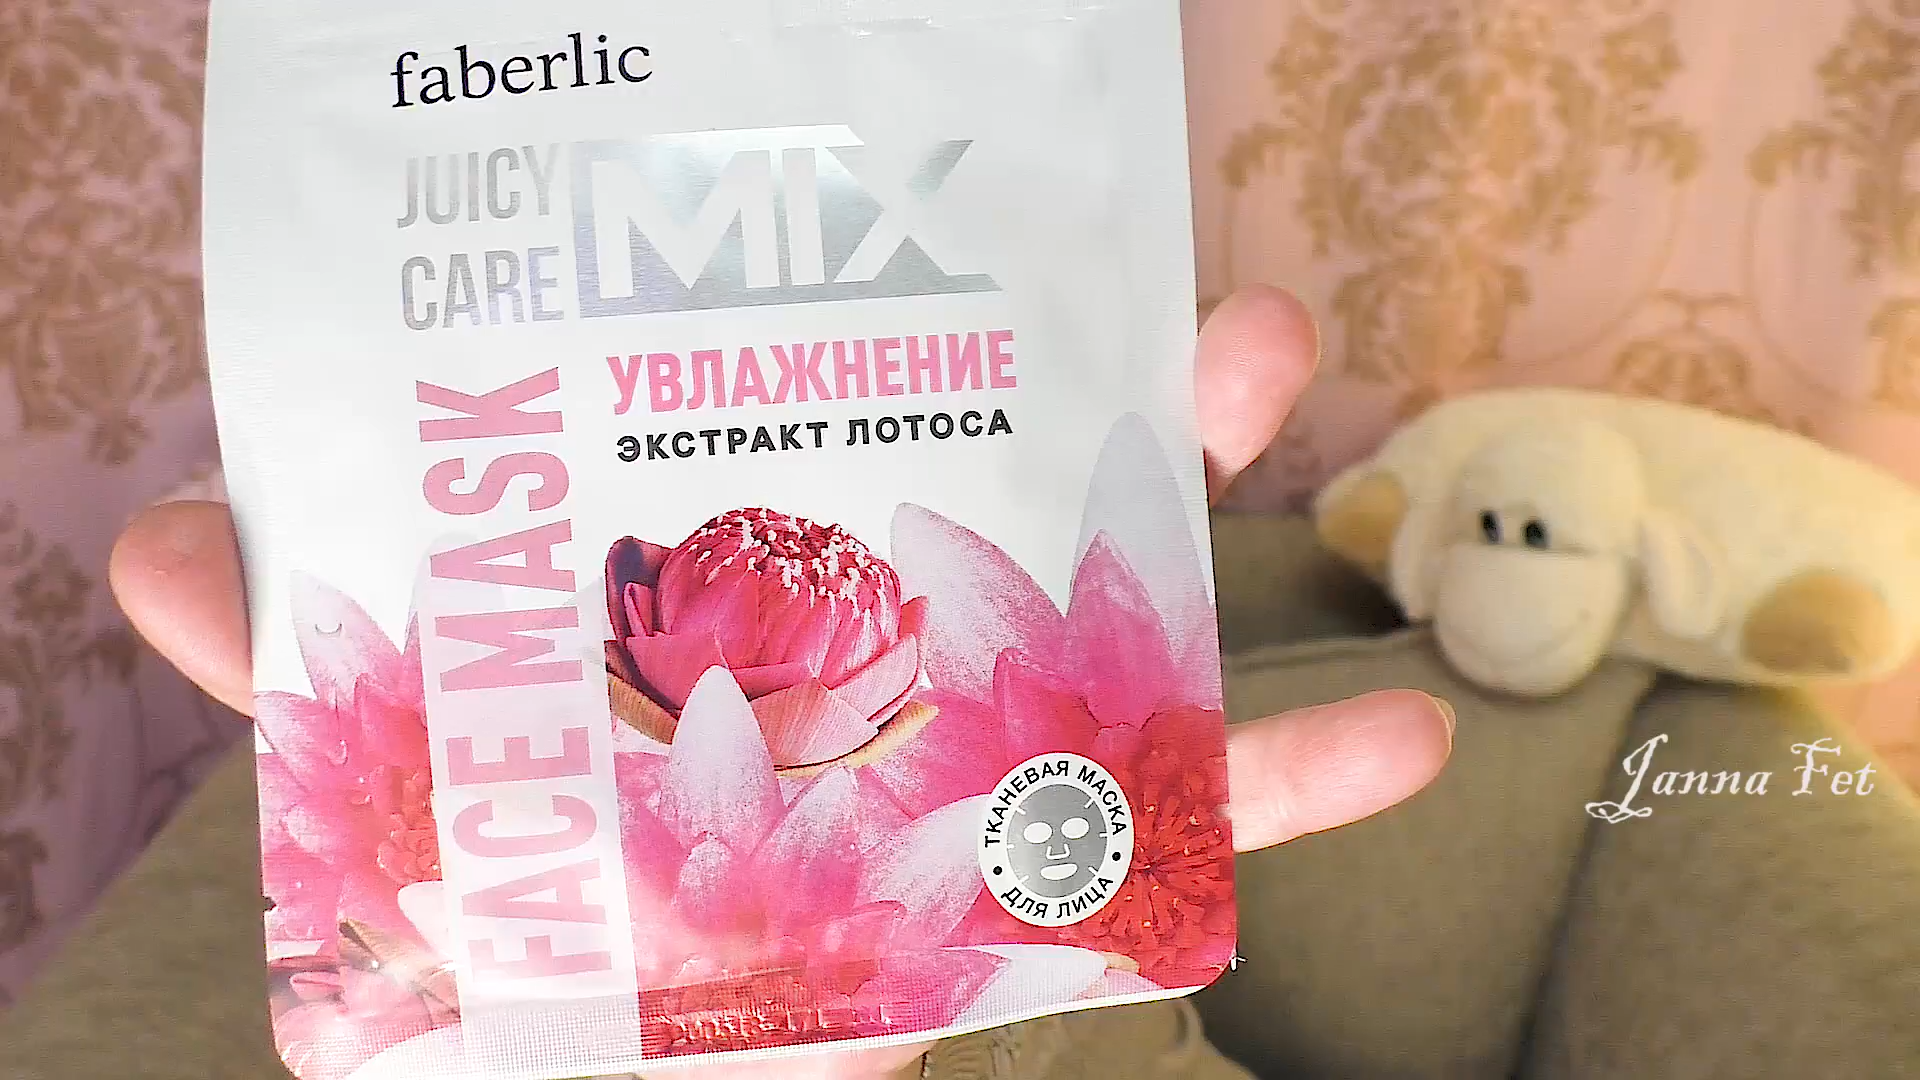 faberlic
JUICY
CARE
MIX
УВЛАЖНЕНИЕ
ЭКСТРАКТ ЛОТОСА
FACE MASK
ТКАНЕВАЯ МАСКА
• ДЛЯ ЛИЦА •
Janna Fet